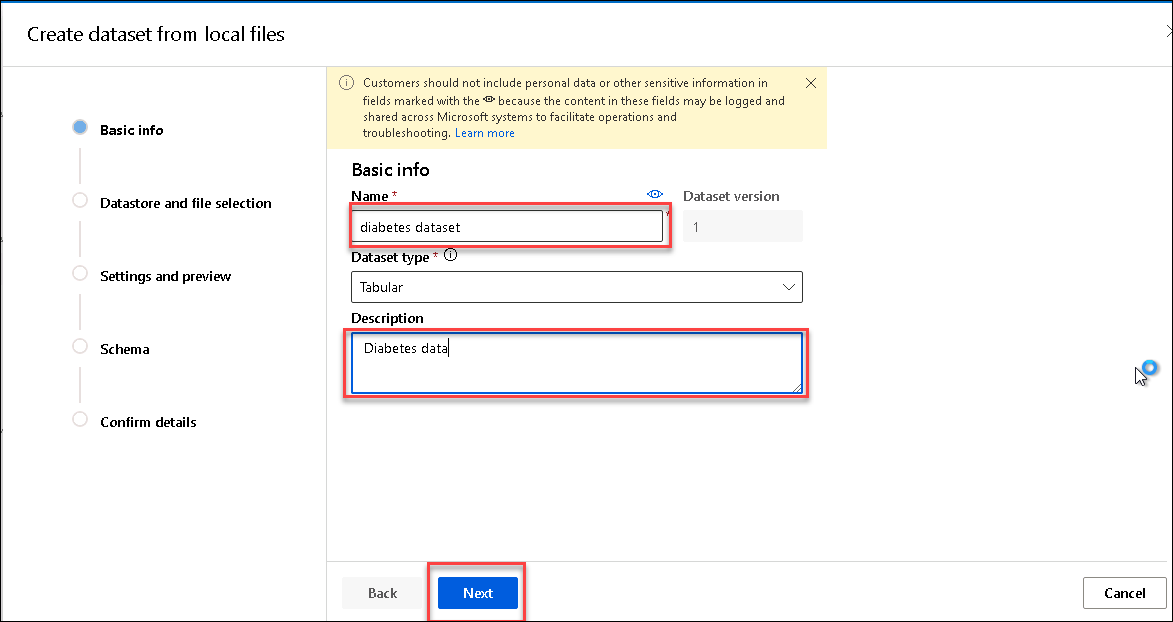 Create dataset from local files
Customers should not include personal data or other sensitive information in
fields marked with the because the content in these fields may be logged and
shared across Microsoft systems to facilitate operations and
troubleshooting. Learn more
Basic info
Datastore and file selection
Settings and preview
Schema
Confirm details
Basic info
Name *
Dataset version
diabetes dataset
*
1
Dataset type *
Tabular
Description
Diabetes data
Back
Next
Cancel